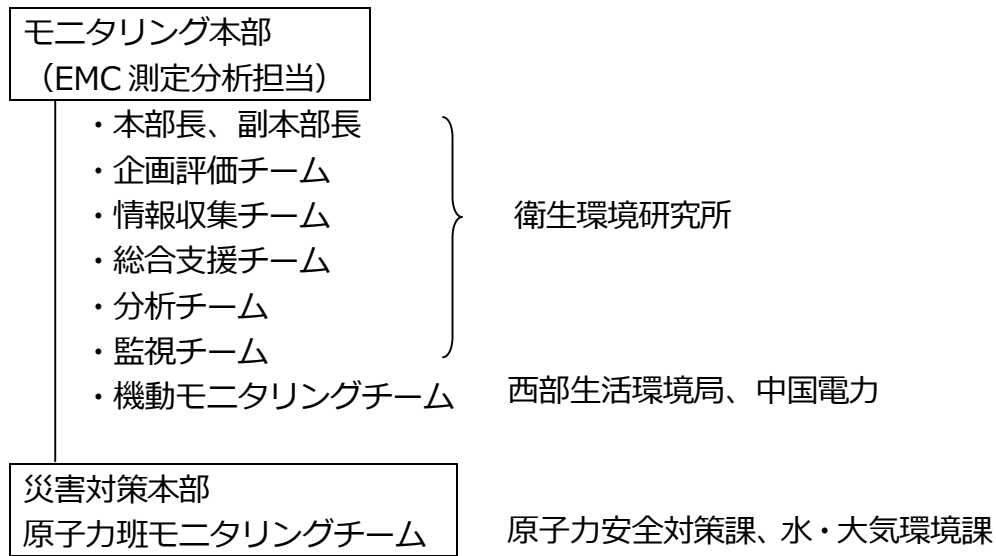 モニタリング本部
（EMC 測定分析担当）
・本部長、副本部長
・企画評価チーム
・情報収集チーム
・総合支援チーム
・分析チーム
・監視チーム
衛生環境研究所
・機動モニタリングチーム 西部生活環境局、中国電力
災害対策本部
原子力班モニタリングチーム 原子力安全対策課、水・大気環境課